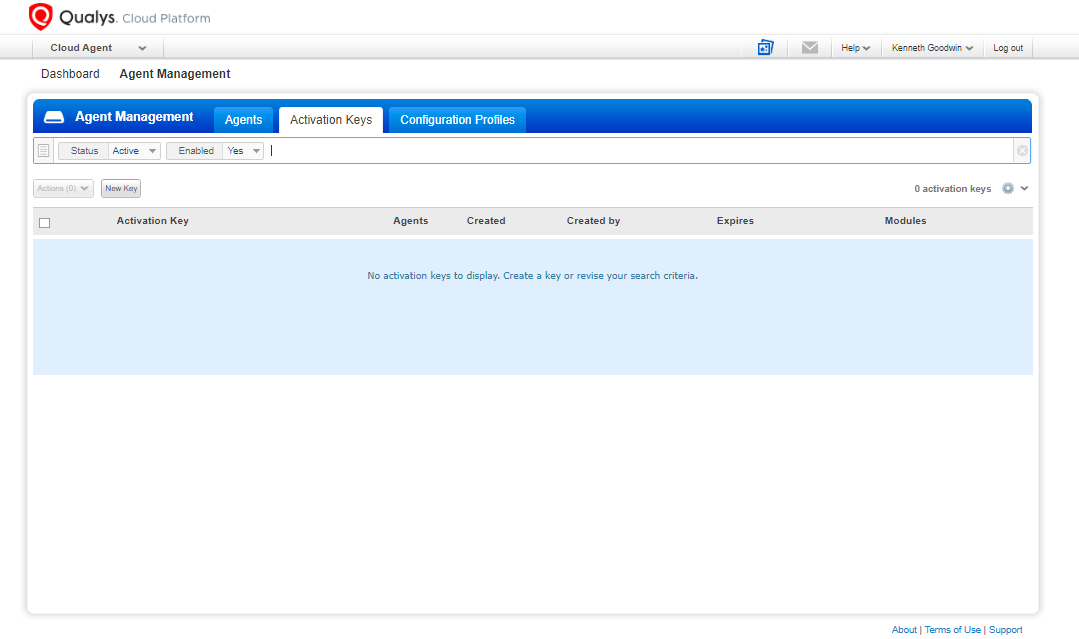 Qualys. Cloud Platform
Cloud Agent Help Kenneth Goodwin Log out
Dashboard Agent Management
Agent Management Agents Activation Keys Configuration Profiles
Status Active Enabled Yes
Actions (0) New Key 0 activation keys
Activation Key Agents Created Created by Expires Modules
No activation keys to display. Create a key or revise your search criteria.
About | Terms of Use | Support